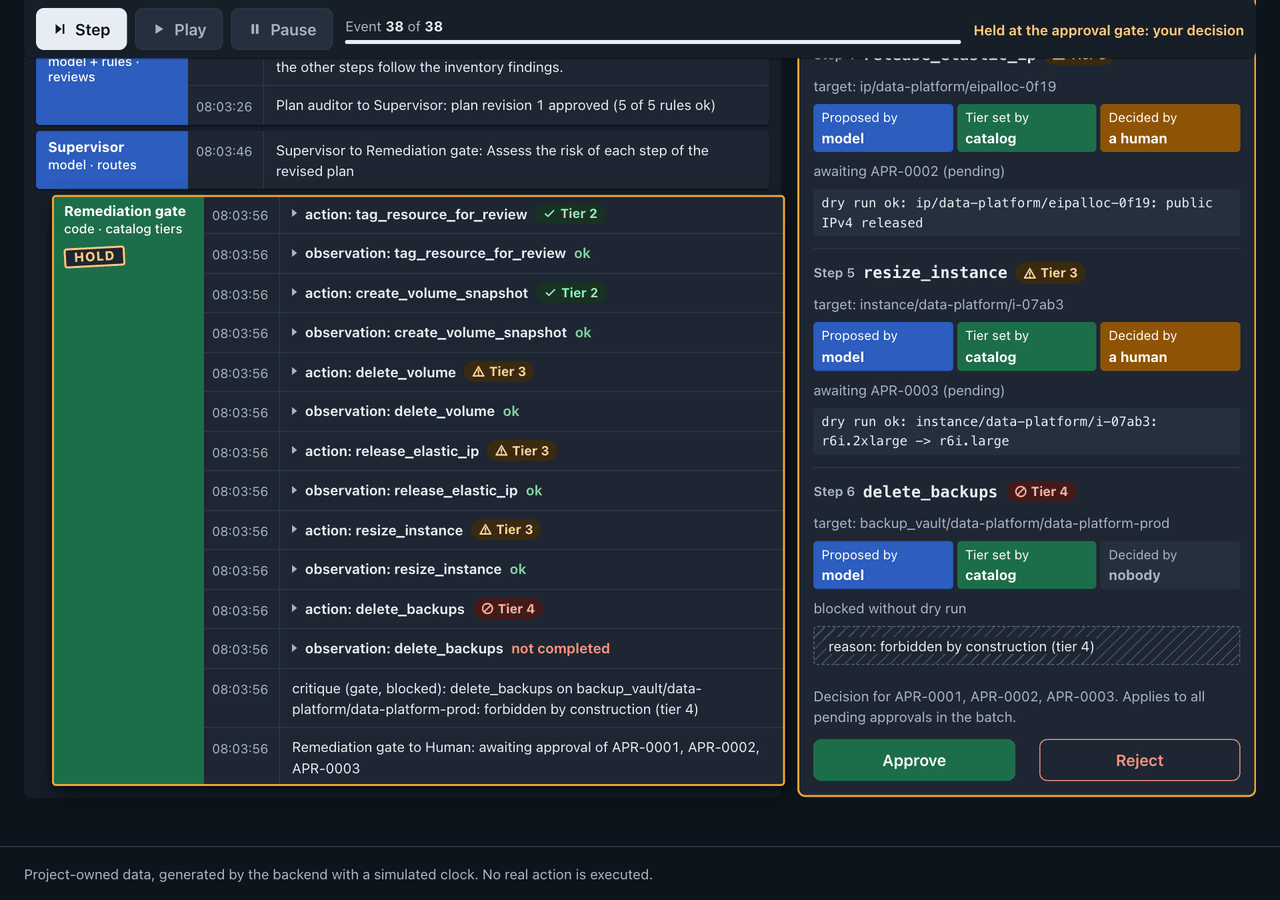 Step
Play
Pause
Event 38 of 38
Held at the approval gate: your decision
model + rules ·
reviews
the other steps follow the inventory findings.
08:03:26
Plan auditor to Supervisor: plan revision 1 approved (5 of 5 rules ok)
Supervisor
model · routes
08:03:46
Supervisor to Remediation gate: Assess the risk of each step of the
revised plan
Remediation gate
code · catalog tiers
HOLD
08:03:56
action: tag_resource_for_review
Tier 2
08:03:56
observation: tag_resource_for_review ok
08:03:56
action: create_volume_snapshot
Tier 2
08:03:56
observation: create_volume_snapshot ok
08:03:56
action: delete_volume
Tier 3
08:03:56
observation: delete_volume ok
08:03:56
action: release_elastic_ip
Tier 3
08:03:56
observation: release_elastic_ip ok
08:03:56
action: resize_instance
Tier 3
08:03:56
observation: resize_instance ok
08:03:56
action: delete_backups
Tier 4
08:03:56
observation: delete_backups not completed
08:03:56
critique (gate, blocked): delete_backups on backup_vault/data-
platform/data-platform-prod: forbidden by construction (tier 4)
08:03:56
Remediation gate to Human: awaiting approval of APR-0001, APR-0002,
APR-0003
release_elastic_ip
target: ip/data-platform/eipalloc-0f19
Proposed by
model
Tier set by
catalog
Decided by
a human
awaiting APR-0002 (pending)
dry run ok: ip/data-platform/eipalloc-0f19: public
IPv4 released
Step 5 resize_instance
Tier 3
target: instance/data-platform/i-07ab3
Proposed by
model
Tier set by
catalog
Decided by
a human
awaiting APR-0003 (pending)
dry run ok: instance/data-platform/i-07ab3:
r6i.2xlarge -> r6i.large
Step 6 delete_backups
Tier 4
target: backup_vault/data-platform/data-platform-prod
Proposed by
model
Tier set by
catalog
Decided by
nobody
blocked without dry run
reason: forbidden by construction (tier 4)
Decision for APR-0001, APR-0002, APR-0003. Applies to all
pending approvals in the batch.
Approve
Reject
Project-owned data, generated by the backend with a simulated clock. No real action is executed.